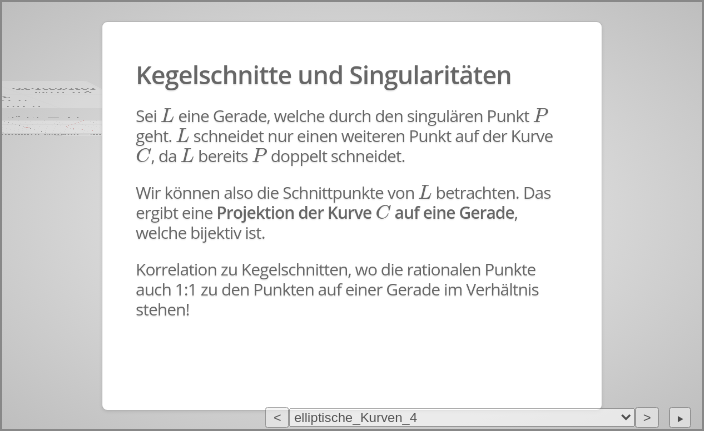 Kegelschnitte und Singularitäten
Sei L eine Gerade, welche durch den singulären Punkt P
geht. L schneidet nur einen weiteren Punkt auf der Kurve
C, da L bereits P doppelt schneidet.
Wir können also die Schnittpunkte von L betrachten. Das
ergibt eine Projektion der Kurve C auf eine Gerade,
welche bijektiv ist.
Korrelation zu Kegelschnitten, wo die rationalen Punkte
auch 1:1 zu den Punkten auf einer Gerade im Verhältnis
stehen!
< elliptische_Kurven_4 > ▸